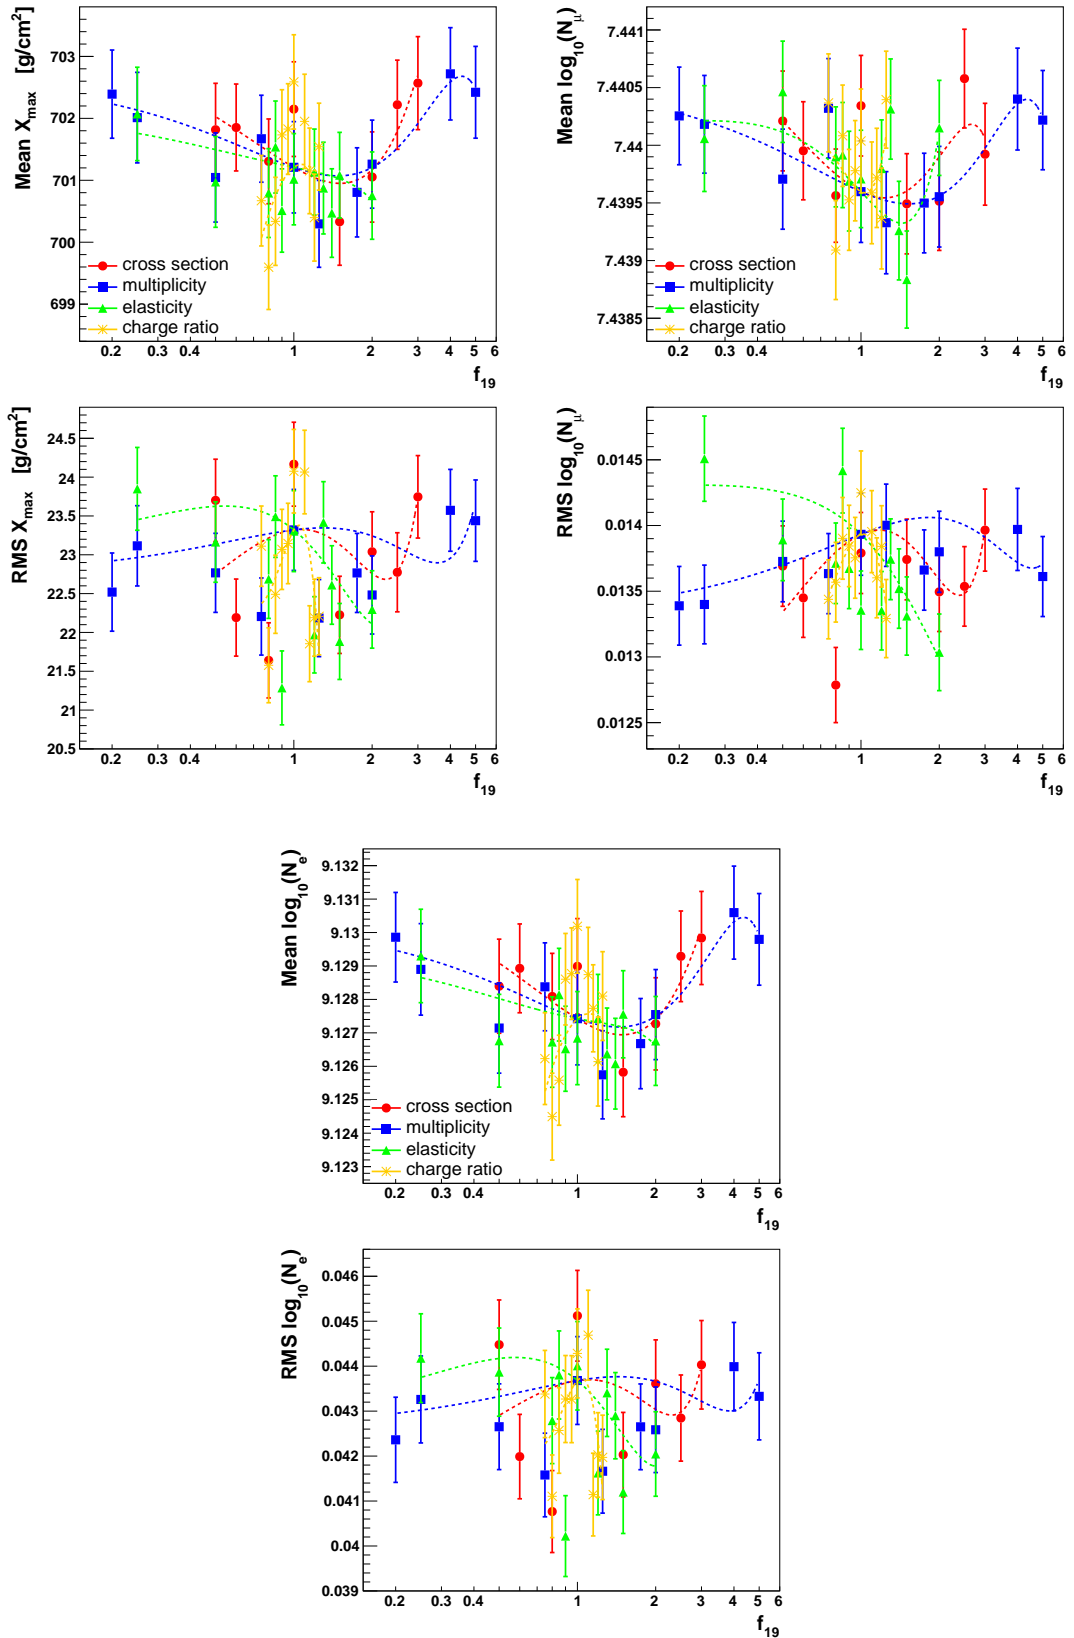 Mean X_max [g/cm²]
703
702
701
700
699
cross section
multiplicity
elasticity
charge ratio
0.2 0.3 0.4 1 2 3 4 5 6
f_19
Mean log_10(N_μ)
7.441
7.4405
7.44
7.4395
7.439
7.4385
cross section
multiplicity
elasticity
charge ratio
0.2 0.3 0.4 1 2 3 4 5 6
f_19
RMS X_max [g/cm²]
24.5
24
23.5
23
22.5
22
21.5
21
20.5
0.2 0.3 0.4 1 2 3 4 5 6
f_19
RMS log_10(N_μ)
0.0145
0.014
0.0135
0.013
0.0125
0.2 0.3 0.4 1 2 3 4 5 6
f_19
Mean log_10(N_e)
9.132
9.131
9.13
9.129
9.128
9.127
9.126
9.125
9.124
9.123
cross section
multiplicity
elasticity
charge ratio
0.2 0.3 0.4 1 2 3 4 5 6
f_19
RMS log_10(N_e)
0.046
0.045
0.044
0.043
0.042
0.041
0.04
0.039
0.2 0.3 0.4 1 2 3 4 5 6
f_19